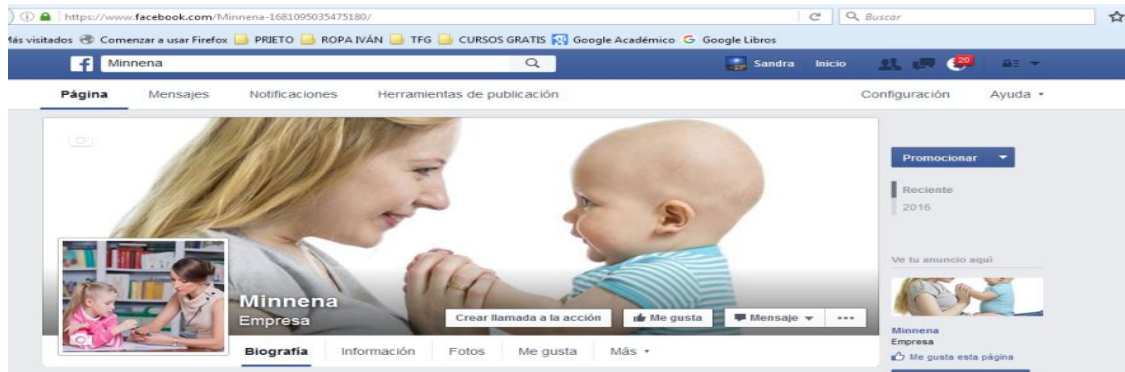 https://www.facebook.com/Minnena-1681095035475180/ Buscar
Más visitados Comenzar a usar Firefox PRIETO ROPA IVÁN TFG CURSOS GRATIS Google Académico Google Libros
Minnena Sandra Inicio 20
Página Mensajes Notificaciones Herramientas de publicación Configuración Ayuda
Promocionar
Reciente
2016
Ve tu anuncio aquí
Minnena
Empresa
Crear llamada a la acción Me gusta Mensaje
Biografía Información Fotos Me gusta Más
Minnena
Empresa
Me gusta esta página